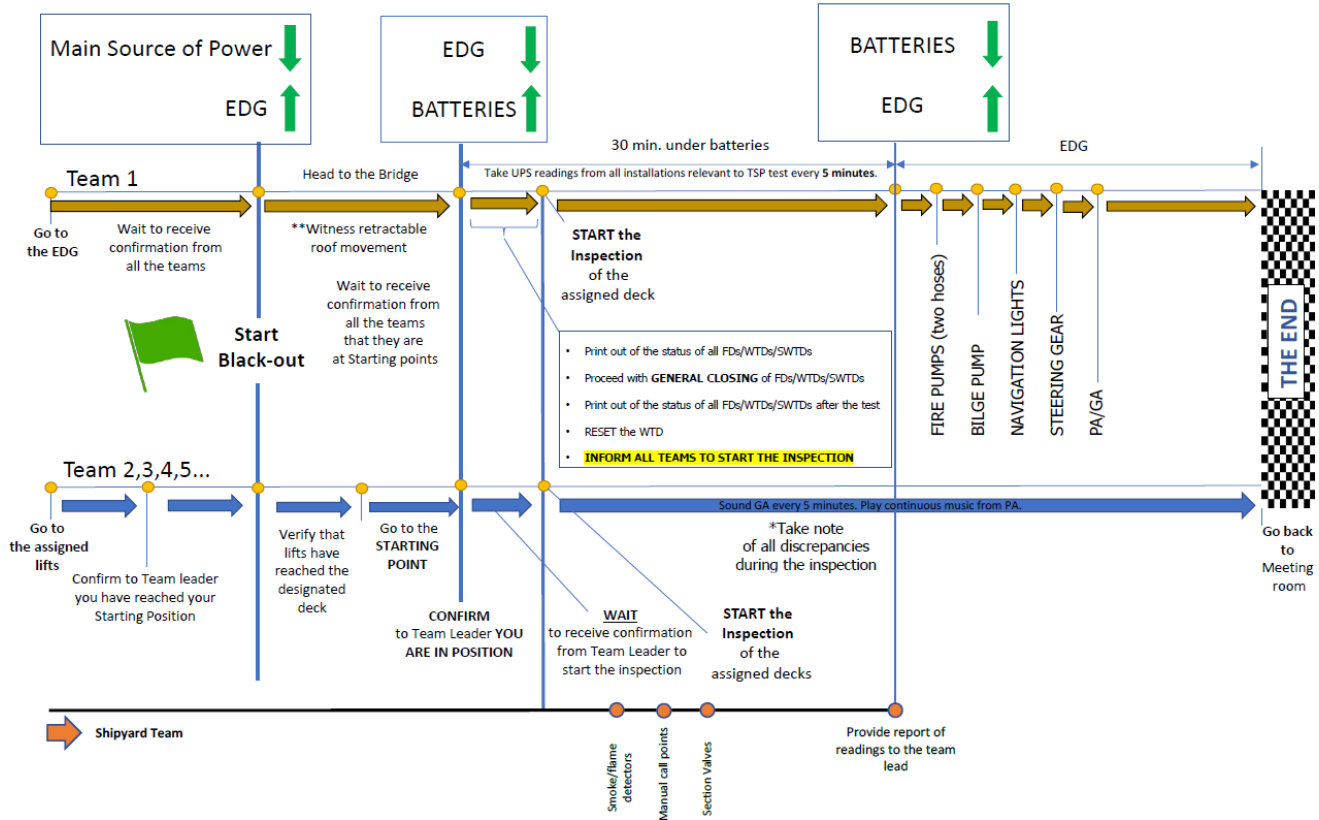 Main Source of Power
EDG
EDG
BATTERIES
BATTERIES
EDG
30 min. under batteries
EDG
Team 1
Head to the Bridge
Take UPS readings from all installations relevant to TSP test every 5 minutes.
Go to
the EDG
Wait to receive
confirmation from
all the teams
**Witness retractable
roof movement
Wait to receive
confirmation from
all the teams
that they are
at Starting points
START the
Inspection
of the
assigned deck
Start
Black-out
• Print out of the status of all FDs/WTDs/SWTDs
• Proceed with GENERAL CLOSING of FDs/WTDs/SWTDs
• Print out of the status of all FDs/WTDs/SWTDs after the test
• RESET the WTD
• INFORM ALL TEAMS TO START THE INSPECTION
FIRE PUMPS (two hoses)
BILGE PUMP
NAVIGATION LIGHTS
STEERING GEAR
PA/GA
THE END
Team 2,3,4,5...
Sound GA every 5 minutes. Play continuous music from PA.
Go to
the assigned
lifts
Confirm to Team leader
you have reached your
Starting Position
Verify that
lifts have
reached the
designated
deck
Go to the
STARTING
POINT
*Take note
of all discrepancies
during the inspection
Go back
to
Meeting
room
CONFIRM
to Team Leader YOU
ARE IN POSITION
WAIT
to receive confirmation
from Team Leader to
start the inspection
START the
Inspection
of the
assigned decks
Shipyard Team
Smoke/flame
detectors
Manual call points
Section Valves
Provide report of
readings to the team
lead